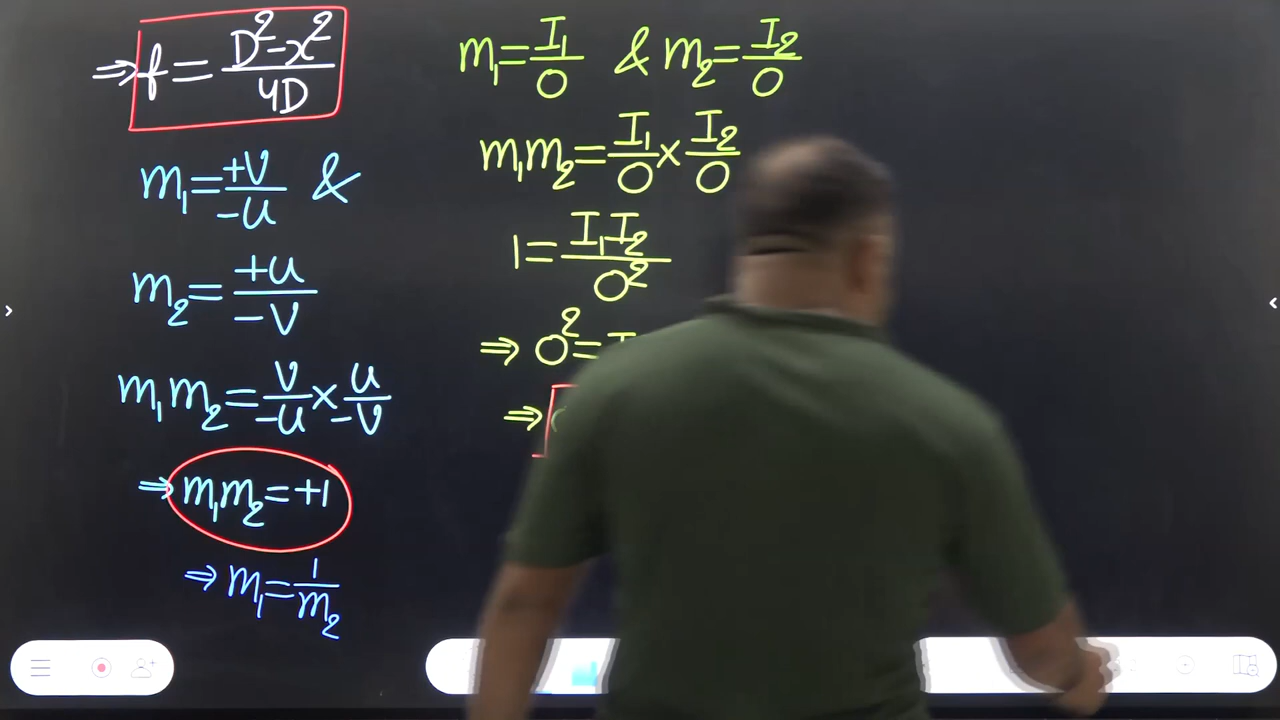 ⇒ f = (D² - x²)/4D
m₁ = +v/-u &
m₂ = +u/-v
m₁m₂ = v/-u × u/-v
⇒ m₁m₂ = +1
⇒ m₁ = 1/m₂
m₁ = I₁/O & m₂ = I₂/O
m₁m₂ = I₁/O × I₂/O
1 = I₁I₂/O²
⇒ O² =
⇒